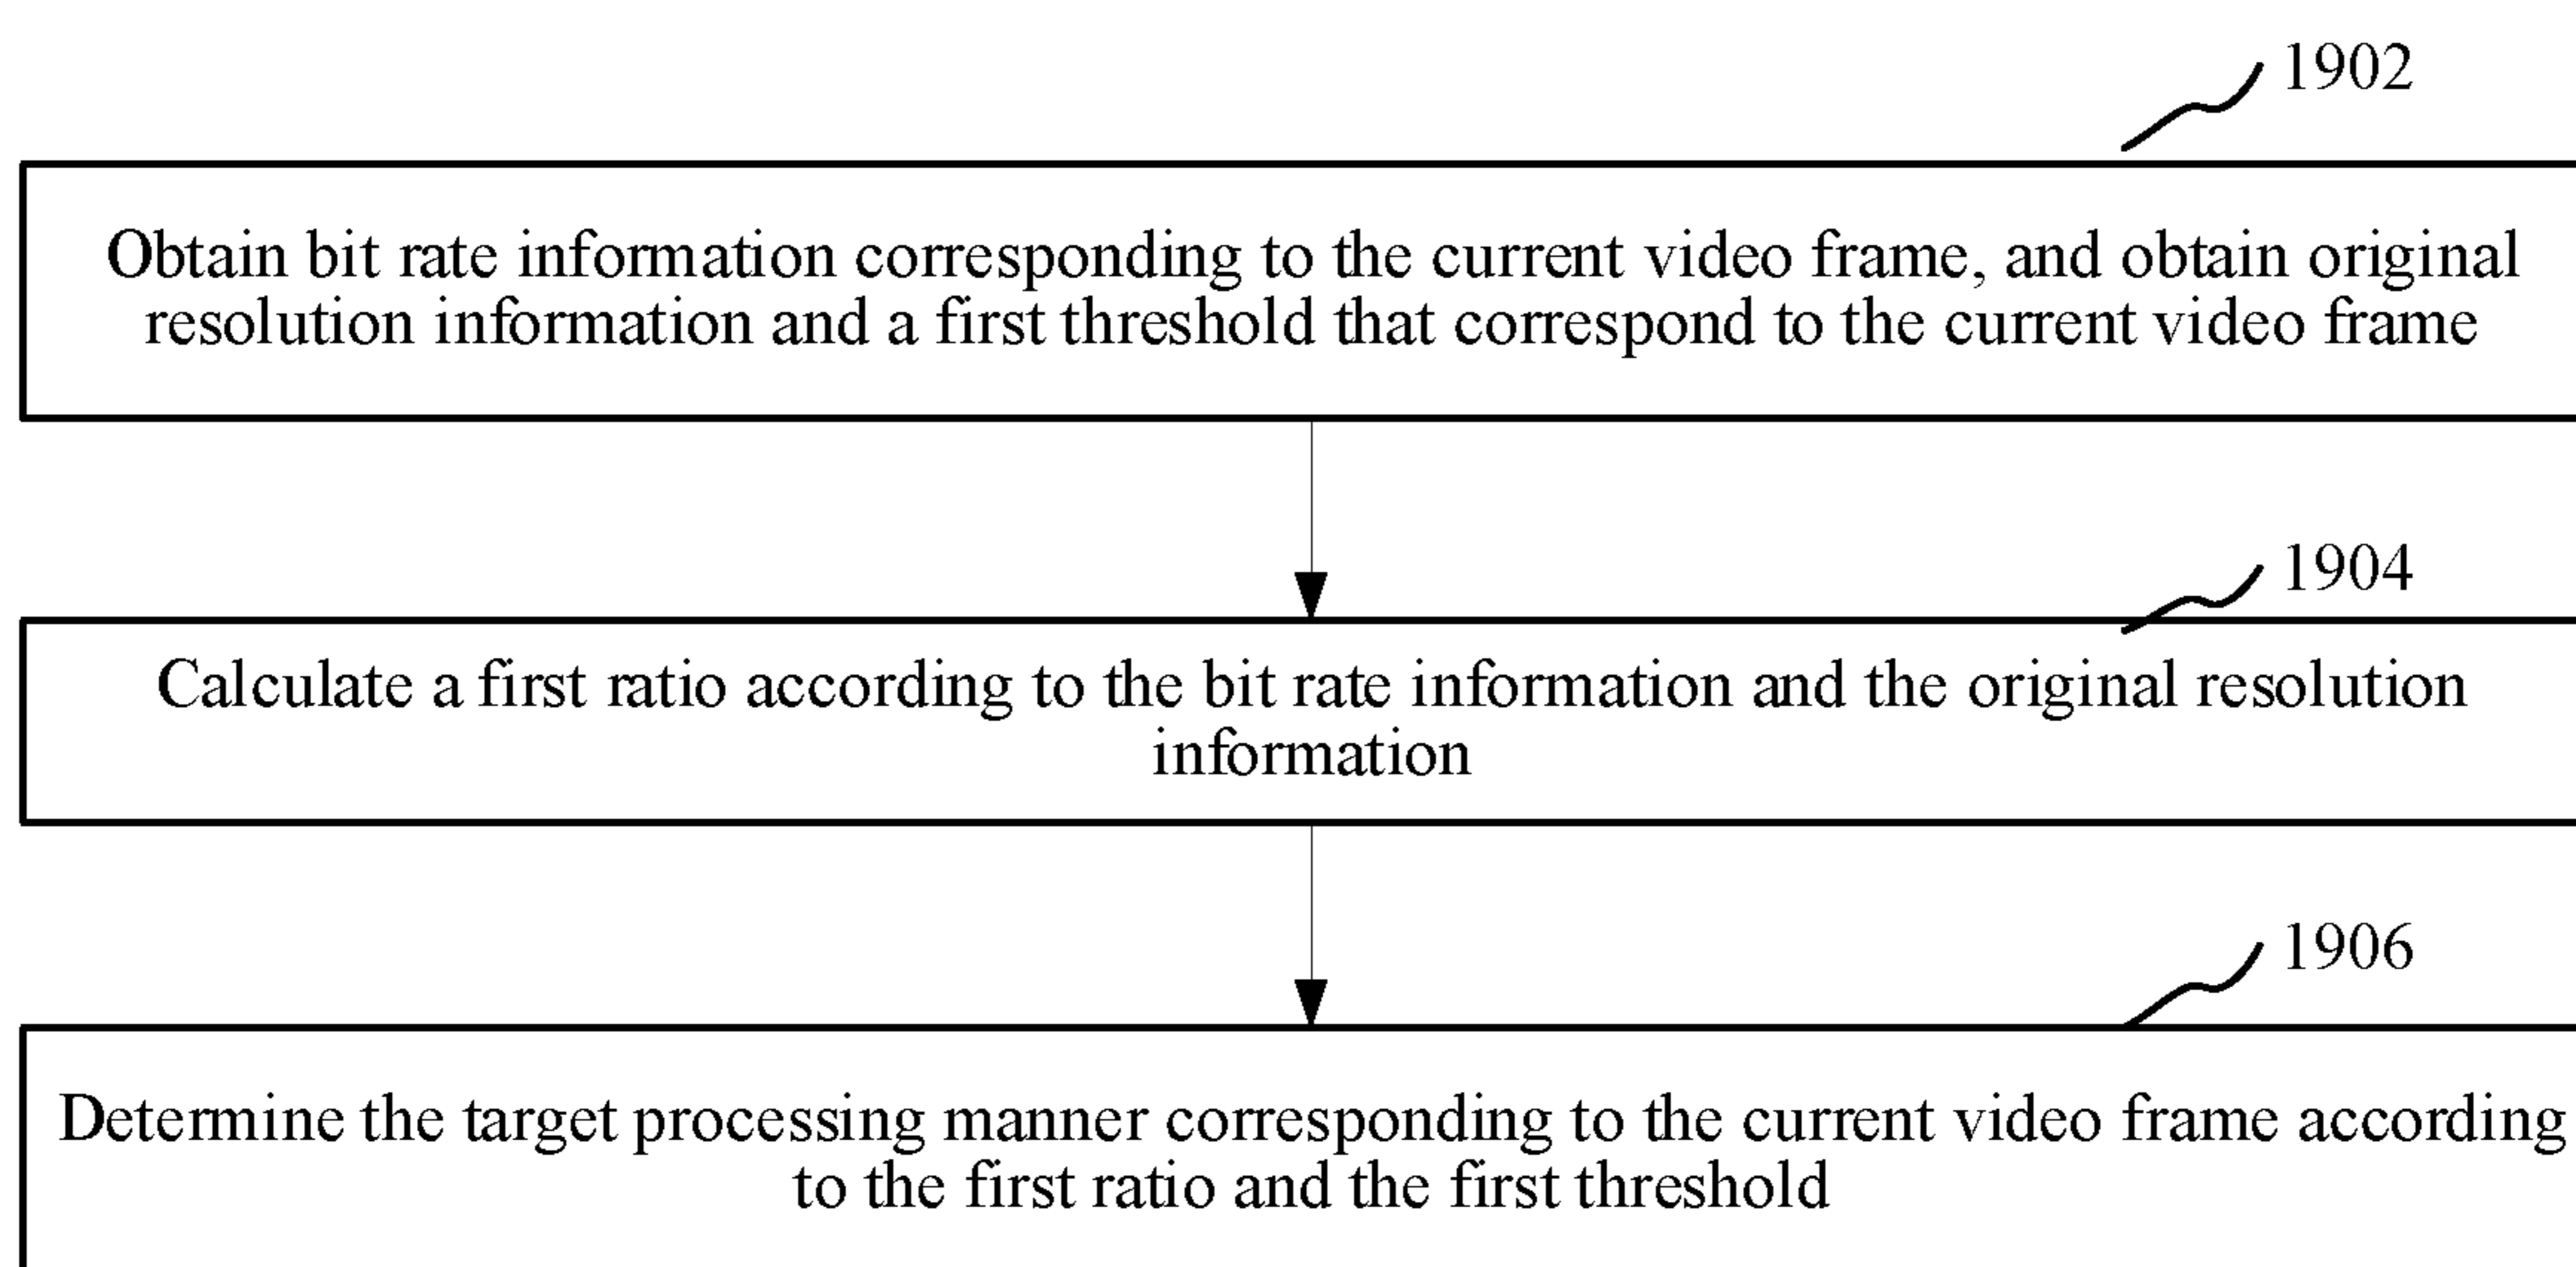 1902
Obtain bit rate information corresponding to the current video frame, and obtain original
resolution information and a first threshold that correspond to the current video frame
1904
Calculate a first ratio according to the bit rate information and the original resolution
information
1906
Determine the target processing manner corresponding to the current video frame according
to the first ratio and the first threshold